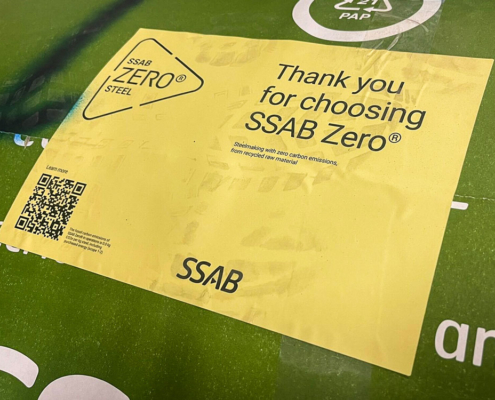 21
PAP
SSAB
ZERO®
STEEL
Thank you
for choosing
SSAB Zero®
Steelmaking with zero carbon emissions,
from recycled raw material
Learn more
SSAB
ar